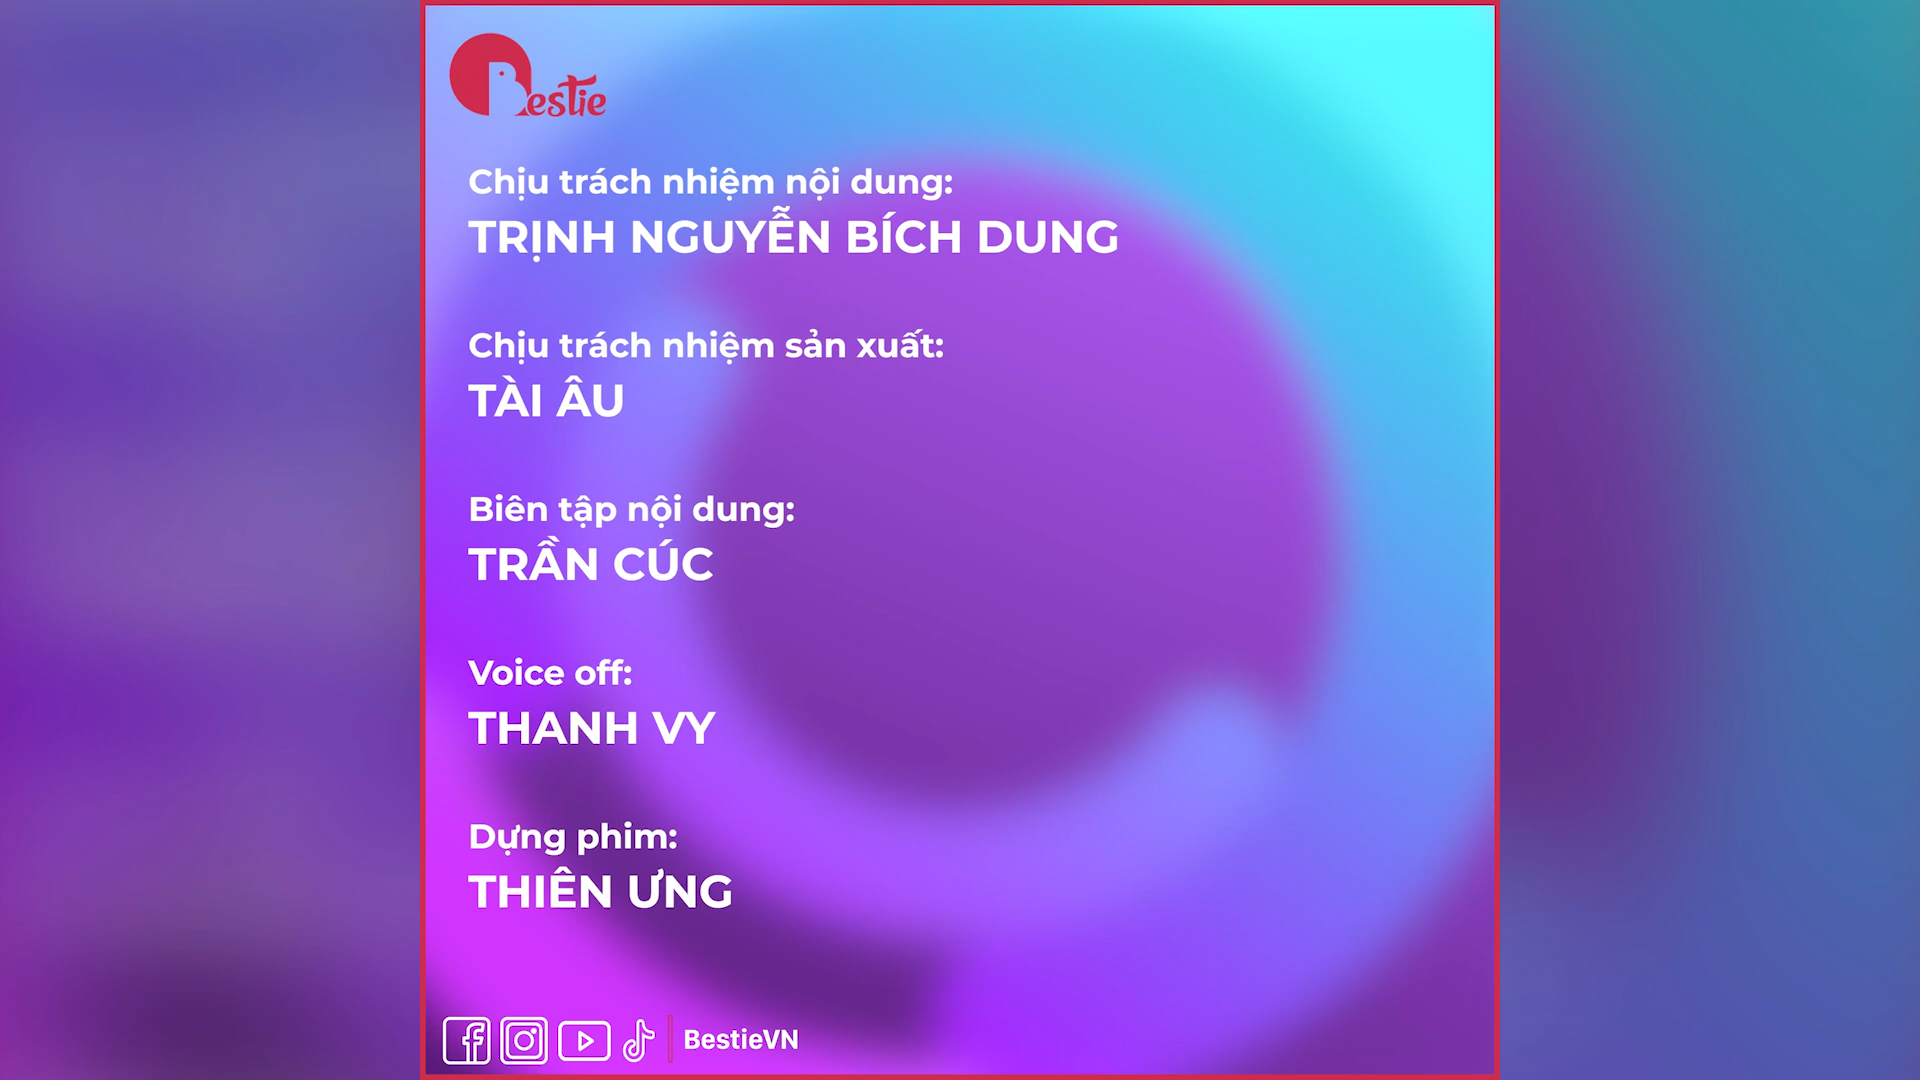 Bestie
Chịu trách nhiệm nội dung:
TRỊNH NGUYỄN BÍCH DUNG
Chịu trách nhiệm sản xuất:
TÀI ÂU
Biên tập nội dung:
TRẦN CÚC
Voice off:
THANH VY
Dựng phim:
THIÊN ƯNG
BestieVN